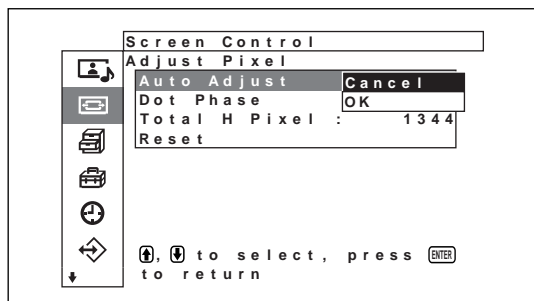 Screen Control
Adjust Pixel
Auto Adjust Cancel
Dot Phase OK
Total H Pixel : 1344
Reset
, to select, press ENTER
to return